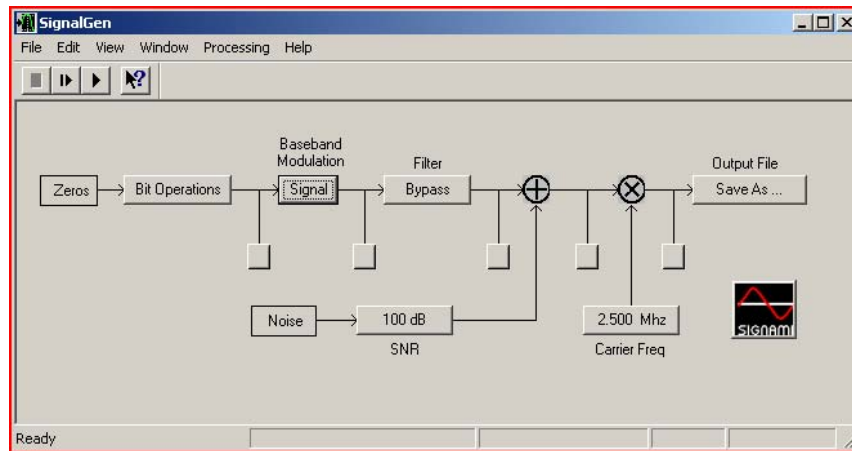 SignalGen
File Edit View Window Processing Help
Baseband
Modulation
Filter
Output File
Zeros
Bit Operations
Signal
Bypass
Save As ...
Noise
100 dB
2.500 Mhz
SNR
Carrier Freq
SIGNAMI
Ready